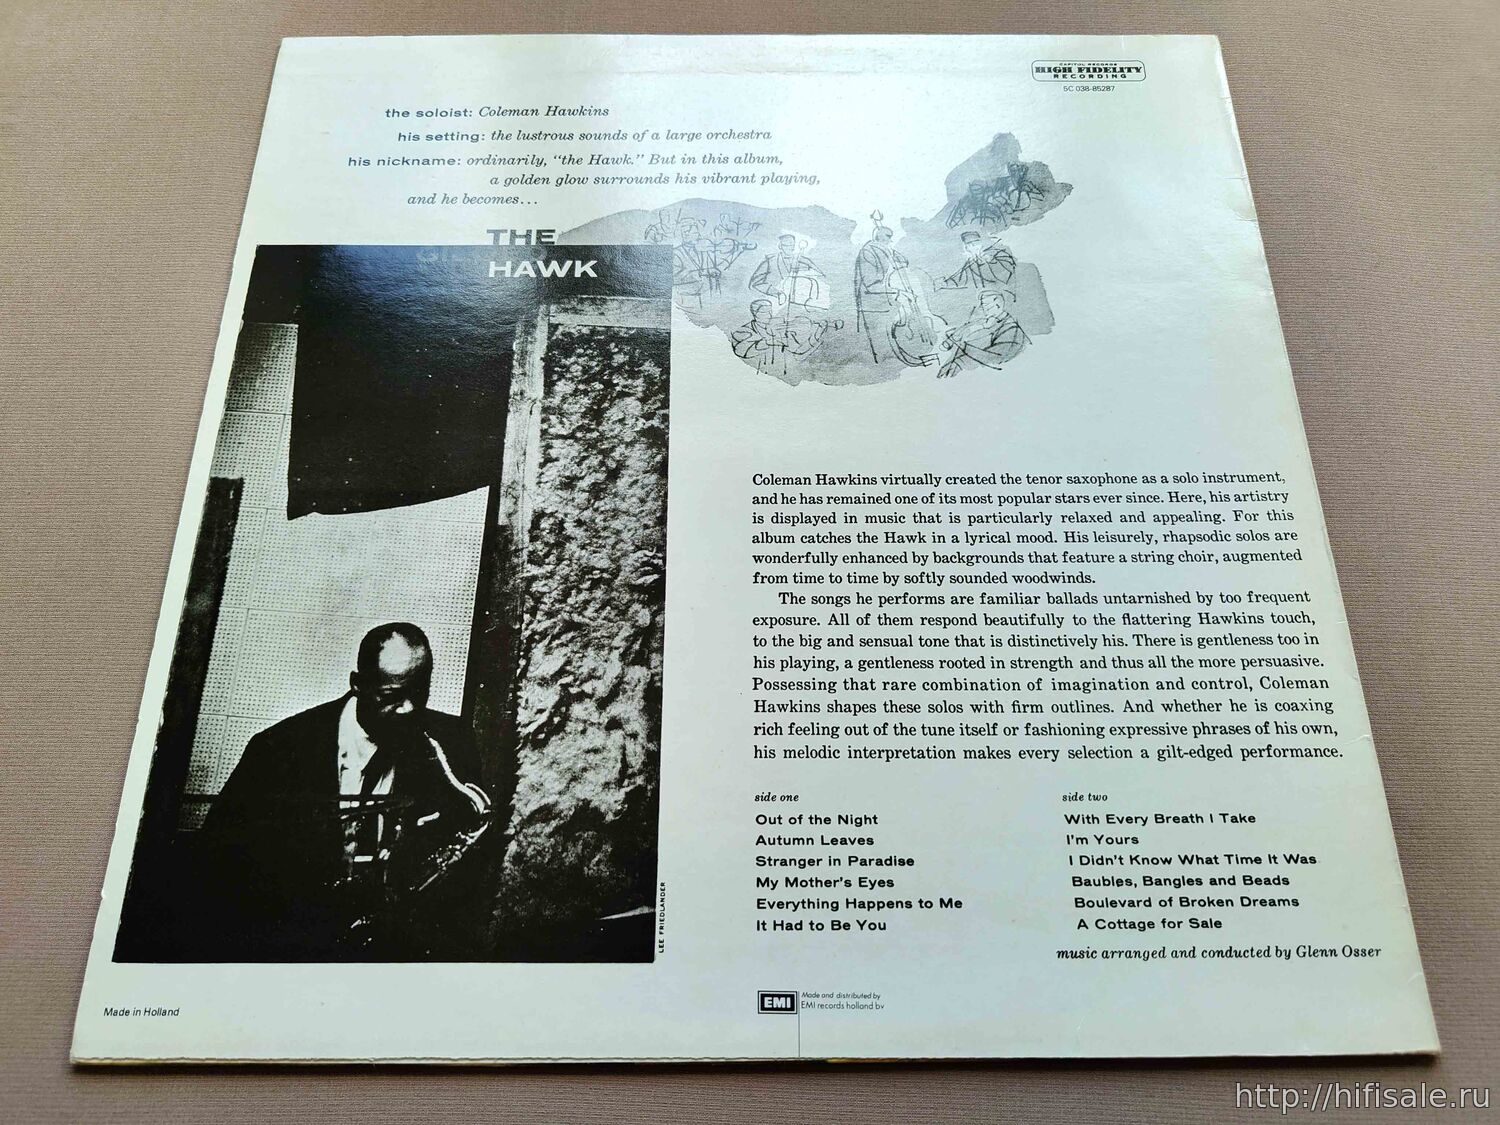 CAPITOL RECORDS
HIGH FIDELITY
RECORDING
5C 038-85287
the soloist: Coleman Hawkins
his setting: the lustrous sounds of a large orchestra
his nickname: ordinarily, “the Hawk.” But in this album,
a golden glow surrounds his vibrant playing,
and he becomes...
THE
HAWK
Coleman Hawkins virtually created the tenor saxophone as a solo instrument,
and he has remained one of its most popular stars ever since. Here, his artistry
is displayed in music that is particularly relaxed and appealing. For this
album catches the Hawk in a lyrical mood. His leisurely, rhapsodic solos are
wonderfully enhanced by backgrounds that feature a string choir, augmented
from time to time by softly sounded woodwinds.
The songs he performs are familiar ballads untarnished by too frequent
exposure. All of them respond beautifully to the flattering Hawkins touch,
to the big and sensual tone that is distinctively his. There is gentleness too in
his playing, a gentleness rooted in strength and thus all the more persuasive.
Possessing that rare combination of imagination and control, Coleman
Hawkins shapes these solos with firm outlines. And whether he is coaxing
rich feeling out of the tune itself or fashioning expressive phrases of his own,
his melodic interpretation makes every selection a gilt-edged performance.
side one
Out of the Night
Autumn Leaves
Stranger in Paradise
My Mother's Eyes
Everything Happens to Me
It Had to Be You
side two
With Every Breath I Take
I'm Yours
I Didn't Know What Time It Was
Baubles, Bangles and Beads
Boulevard of Broken Dreams
A Cottage for Sale
music arranged and conducted by Glenn Osser
LEE FRIEDLANDER
Made in Holland
EMI
Made and distributed by
EMI records holland bv
http://hifisale.ru